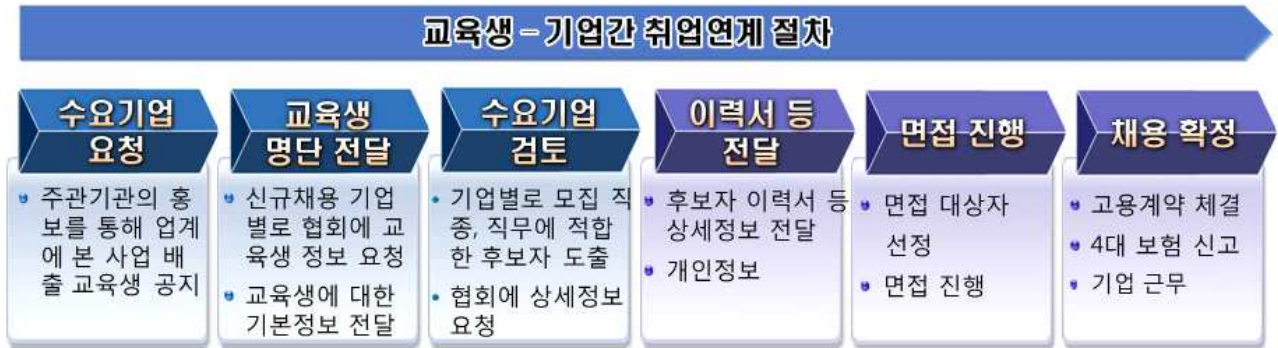 교육생 – 기업간 취업연계 절차
수요기업
요청
교육생
명단 전달
수요기업
검토
이력서 등
전달
면접 진행
채용 확정
주관기관의 홍
보를 통해 업계
에 본 사업 배
출 교육생 공지
신규채용 기업
별로 협회에 교
육생 정보 요청
교육생에 대한
기본정보 전달
기업별로 모집 직
종, 직무에 적합
한 후보자 도출
협회에 상세정보
요청
후보자 이력서 등
상세정보 전달
개인정보
면접 대상자
선정
면접 진행
고용계약 체결
4대 보험 신고
기업 근무